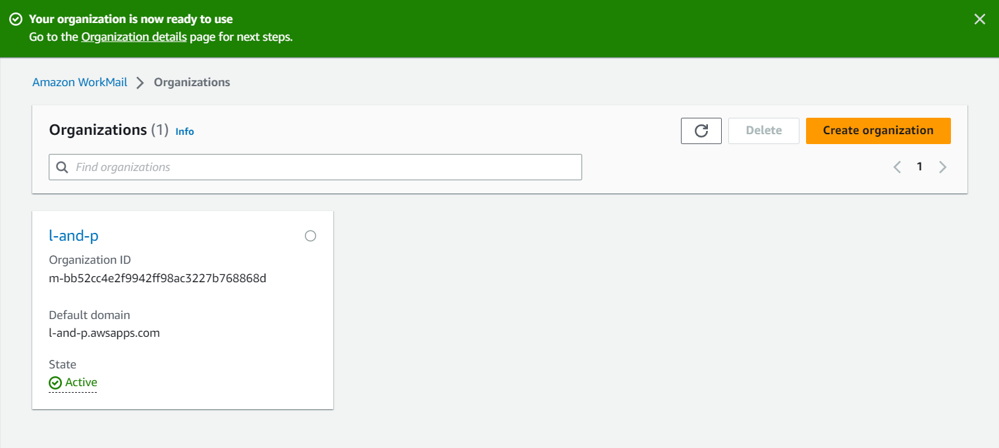 Your organization is now ready to use
Go to the Organization details page for next steps.
Amazon WorkMail > Organizations
Organizations (1) Info
Delete
Create organization
Find organizations
1
l-and-p
Organization ID
m-bb52cc4e2f9942ff98ac3227b768868d
Default domain
l-and-p.awsapps.com
State
Active